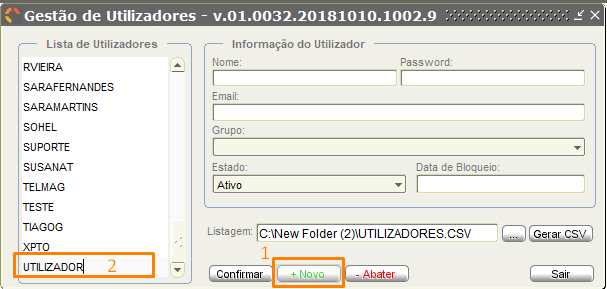 Gestão de Utilizadores - v.01.0032.20181010.1002.9
Lista de Utilizadores
RVIEIRA
SARAFERNANDES
SARAMARTINS
SOHEL
SUPORTE
SUSANAT
TELMAG
TESTE
TIAGOG
XPTO
UTILIZADOR 2
Informação do Utilizador
Nome: Password:
Email:
Grupo:
Estado: Data de Bloqueio:
Ativo
Listagem: C:\New Folder (2)\UTILIZADORES.CSV ... Gerar CSV
1
Confirmar + Novo - Abater Sair